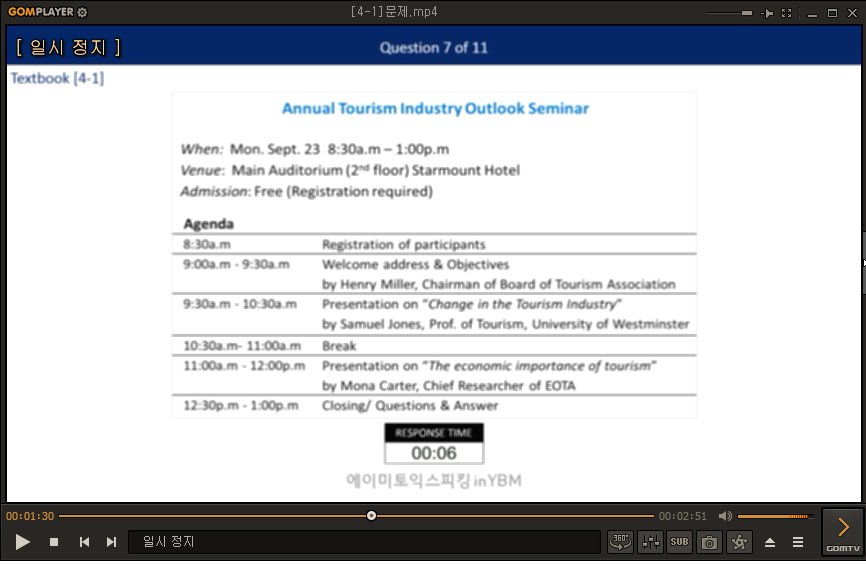 GOMPLAYER
[4-1]문제.mp4
[ 일시 정지 ]
Question 7 of 11
Textbook [4-1]
Annual Tourism Industry Outlook Seminar
When: Mon. Sept. 23 8:30a.m – 1:00p.m
Venue: Main Auditorium (2nd floor) Starmount Hotel
Admission: Free (Registration required)
Agenda
8:30a.m Registration of participants
9:00a.m - 9:30a.m Welcome address & Objectives
by Henry Miller, Chairman of Board of Tourism Association
9:30a.m - 10:30a.m Presentation on “Change in the Tourism Industry”
by Samuel Jones, Prof. of Tourism, University of Westminster
10:30a.m- 11:00a.m Break
11:00a.m - 12:00p.m Presentation on “The economic importance of tourism”
by Mona Carter, Chief Researcher of EOTA
12:30p.m - 1:00p.m Closing/ Questions & Answer
RESPONSE TIME
00:06
에이미토익스피킹 in YBM
00:01:30
00:02:51
일시 정지
360°
SUB
GOMTV